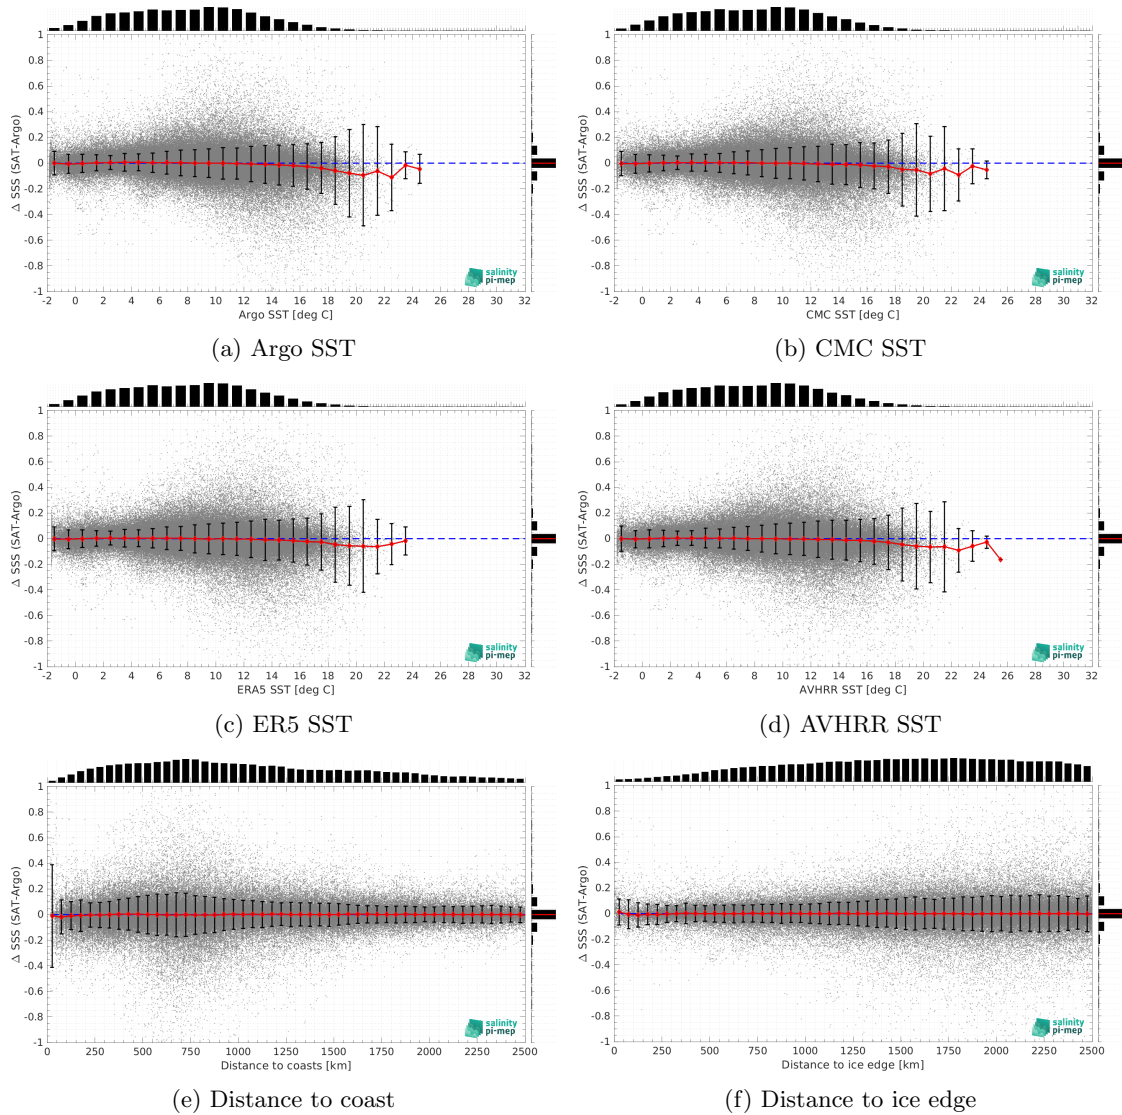 1
0.8
0.6
0.4
0.2
0
-0.2
-0.4
-0.6
-0.8
-1
Δ SSS (SAT-Argo)
salinity
pi-mep
-2 0 2 4 6 8 10 12 14 16 18 20 22 24 26 28 30 32
Argo SST [deg C]
(a) Argo SST
1
0.8
0.6
0.4
0.2
0
-0.2
-0.4
-0.6
-0.8
-1
Δ SSS (SAT-Argo)
salinity
pi-mep
-2 0 2 4 6 8 10 12 14 16 18 20 22 24 26 28 30 32
CMC SST [deg C]
(b) CMC SST
1
0.8
0.6
0.4
0.2
0
-0.2
-0.4
-0.6
-0.8
-1
Δ SSS (SAT-Argo)
salinity
pi-mep
-2 0 2 4 6 8 10 12 14 16 18 20 22 24 26 28 30 32
ERA5 SST [deg C]
(c) ER5 SST
1
0.8
0.6
0.4
0.2
0
-0.2
-0.4
-0.6
-0.8
-1
Δ SSS (SAT-Argo)
salinity
pi-mep
-2 0 2 4 6 8 10 12 14 16 18 20 22 24 26 28 30 32
AVHRR SST [deg C]
(d) AVHRR SST
1
0.8
0.6
0.4
0.2
0
-0.2
-0.4
-0.6
-0.8
-1
Δ SSS (SAT-Argo)
salinity
pi-mep
0 250 500 750 1000 1250 1500 1750 2000 2250 2500
Distance to coasts [km]
(e) Distance to coast
1
0.8
0.6
0.4
0.2
0
-0.2
-0.4
-0.6
-0.8
-1
Δ SSS (SAT-Argo)
salinity
pi-mep
0 250 500 750 1000 1250 1500 1750 2000 2250 2500
Distance to ice edge [km]
(f) Distance to ice edge